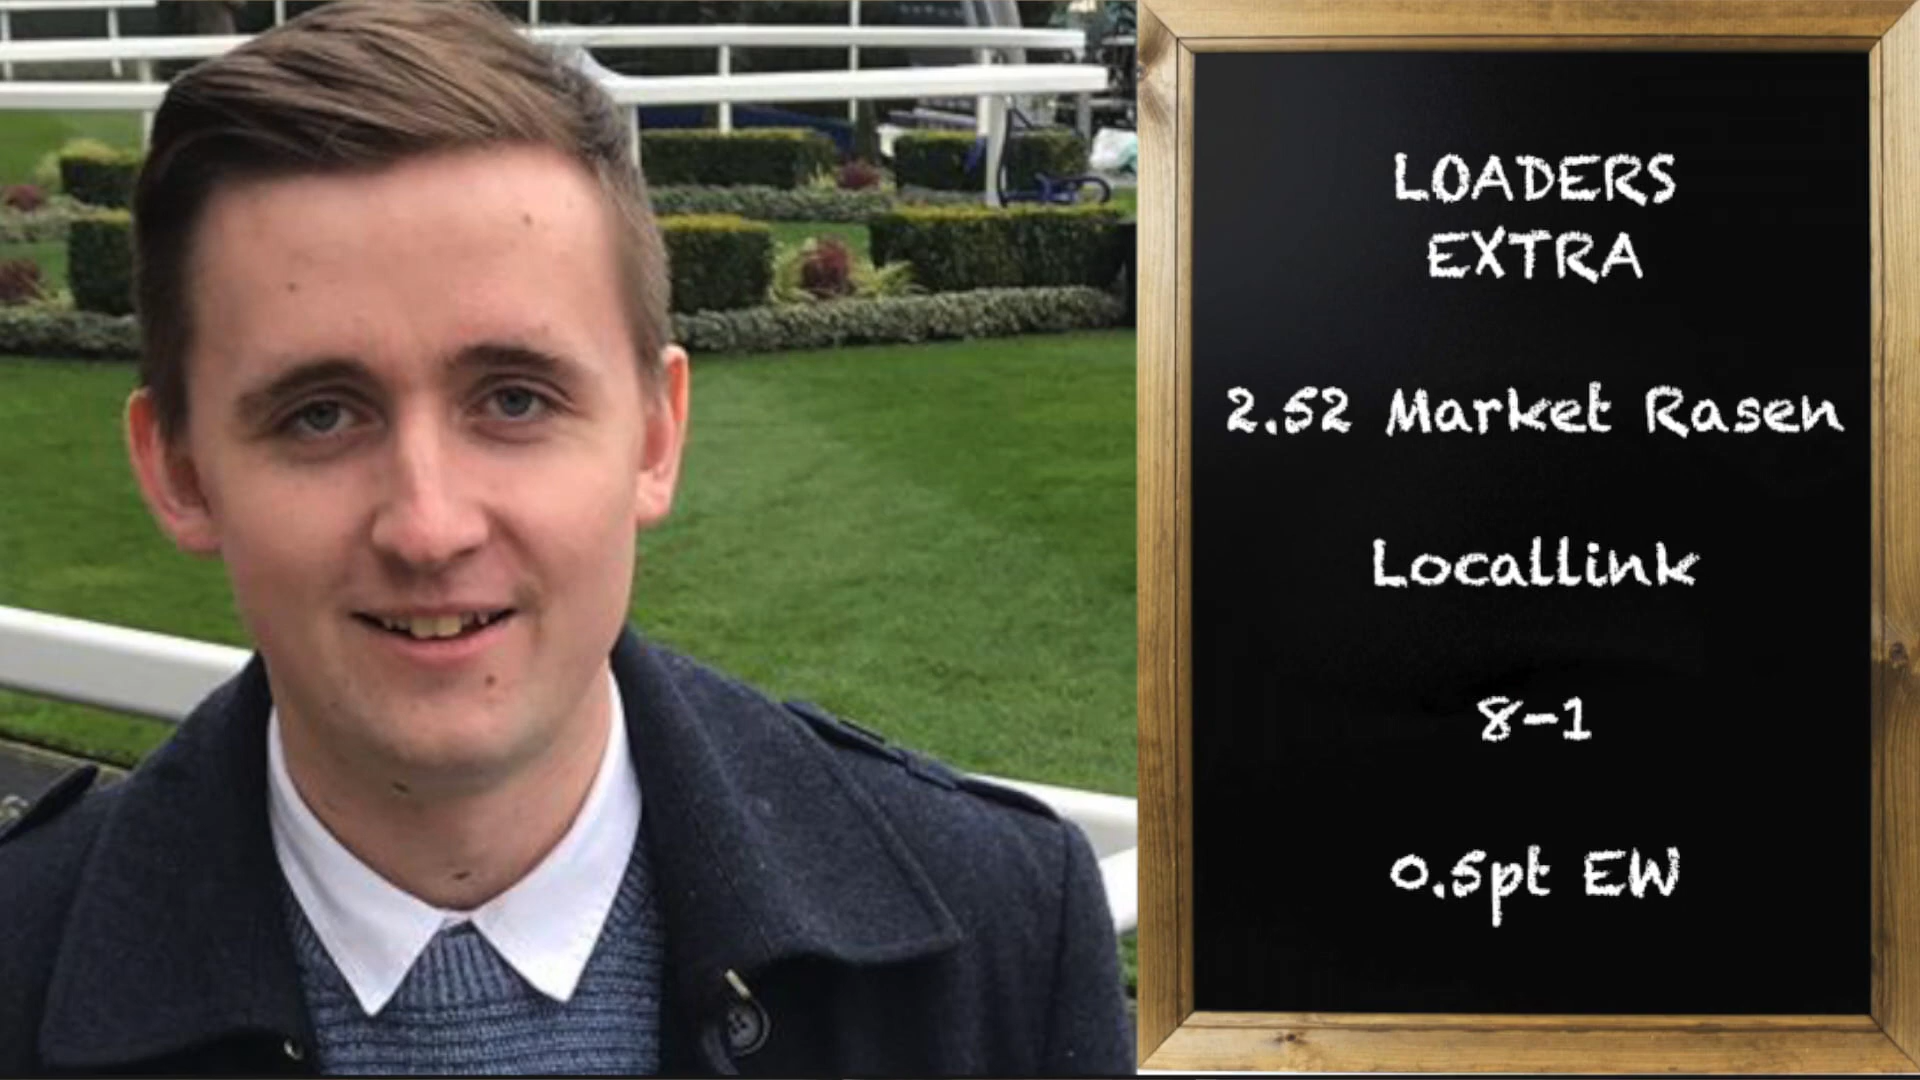 LOADERS
EXTRA
2.52 Market Rasen
Locallink
8-1
0.5pt EW